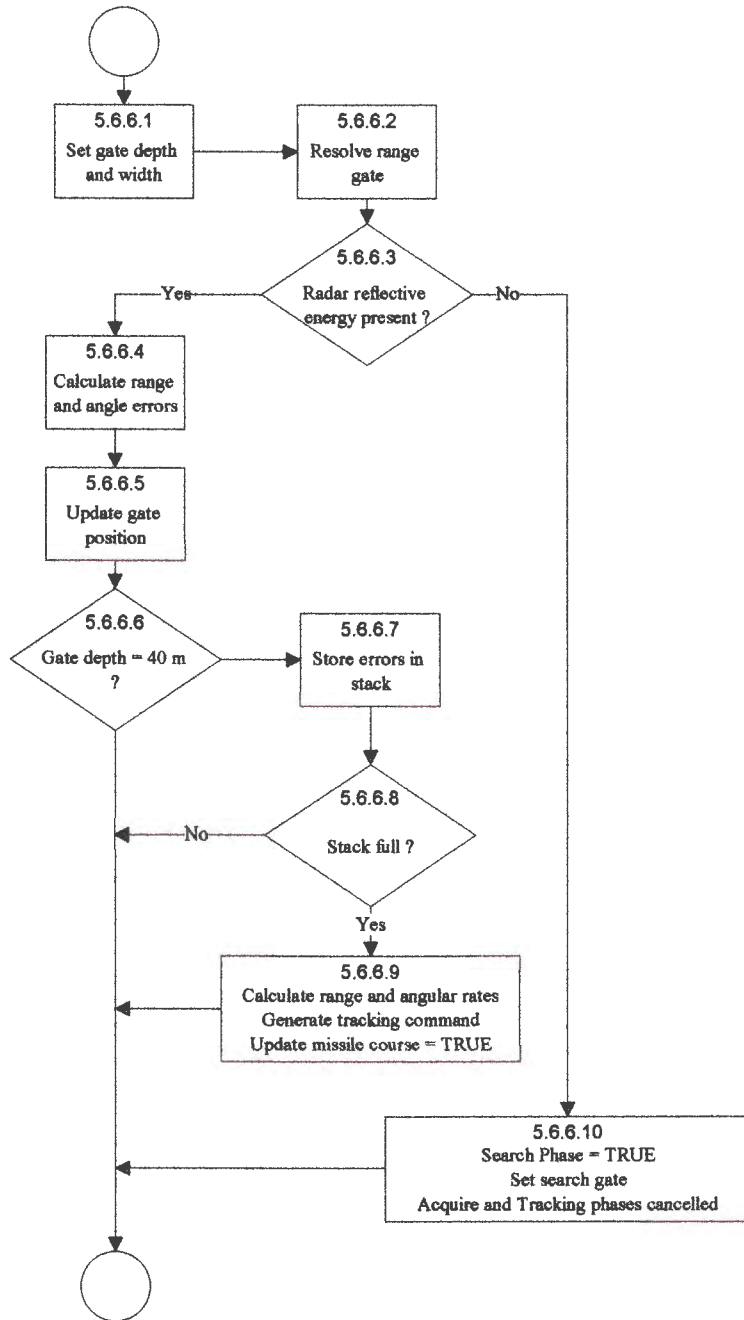 5.6.6.1
Set gate depth
and width
5.6.6.2
Resolve range
gate
5.6.6.3
Radar reflective
energy present ?
Yes
No
5.6.6.4
Calculate range
and angle errors
5.6.6.5
Update gate
position
5.6.6.6
Gate depth = 40 m
?
5.6.6.7
Store errors in
stack
5.6.6.8
Stack full ?
No
Yes
5.6.6.9
Calculate range and angular rates
Generate tracking command
Update missile course = TRUE
5.6.6.10
Search Phase = TRUE
Set search gate
Acquire and Tracking phases cancelled